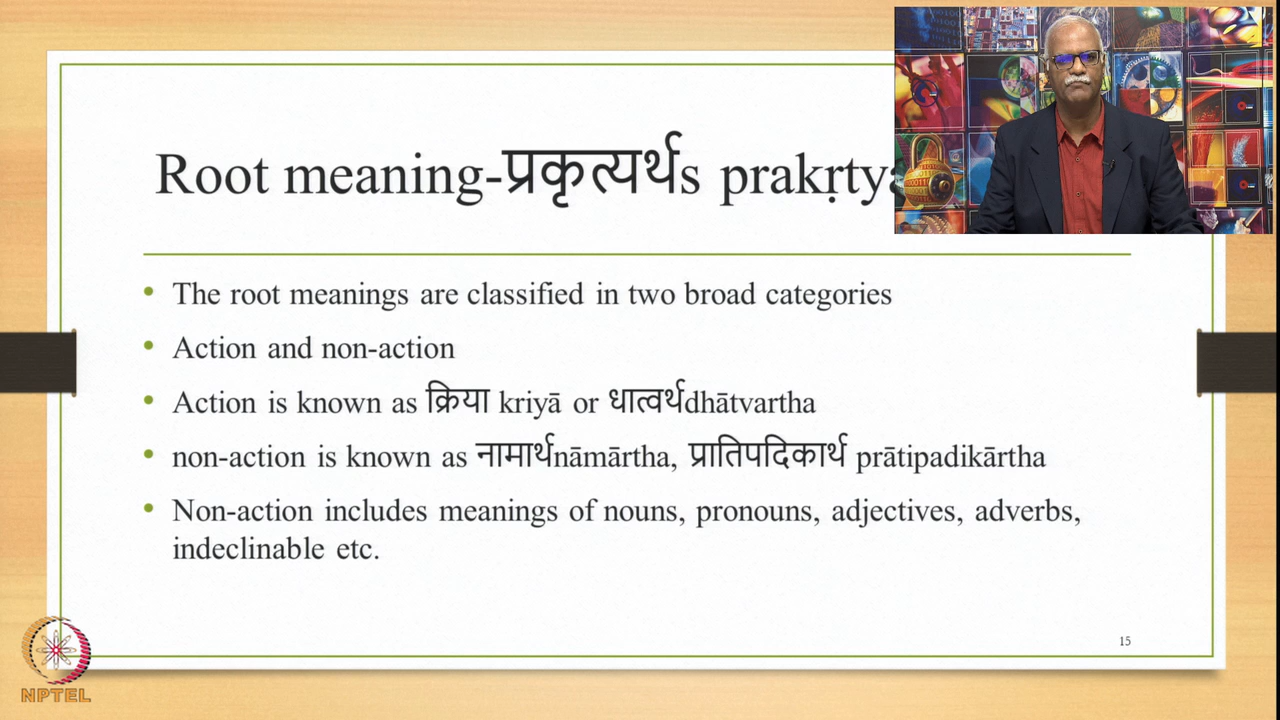 Root meaning-प्रकृत्यर्थs
The root meanings are classified in two broad categories
Action and non-action
Action is known as क्रिया kriyā or धात्वर्थdhātvartha
non-action is known as नामार्थnāmārtha, प्रातिपदिकार्थ prātipadikārtha
Non-action includes meanings of nouns, pronouns, adjectives, adverbs,
indeclinable etc.
15
NPTEL